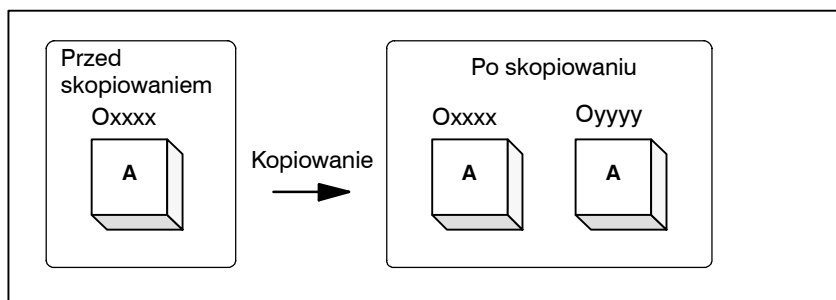 Przed
skopiowaniem
Oxxxx
A
Kopiowanie
Po skopiowaniu
Oxxxx
Oyyyy
A
A